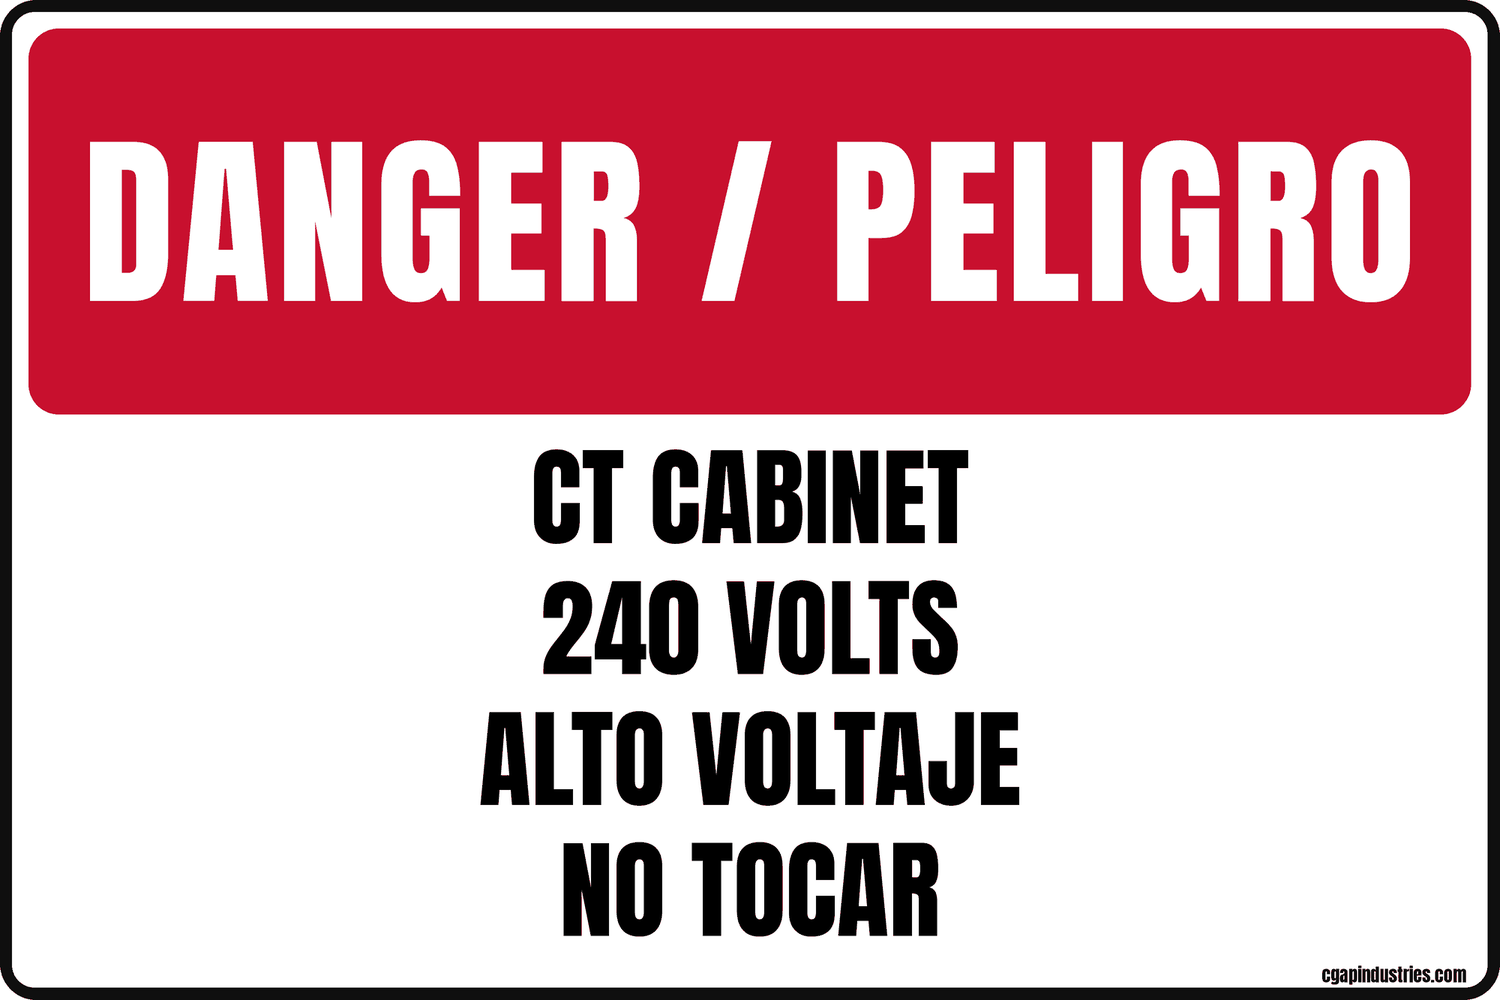 DANGER / PELIGRO
CT CABINET
240 VOLTS
ALTO VOLTAJE
NO TOCAR
cgapindustries.com